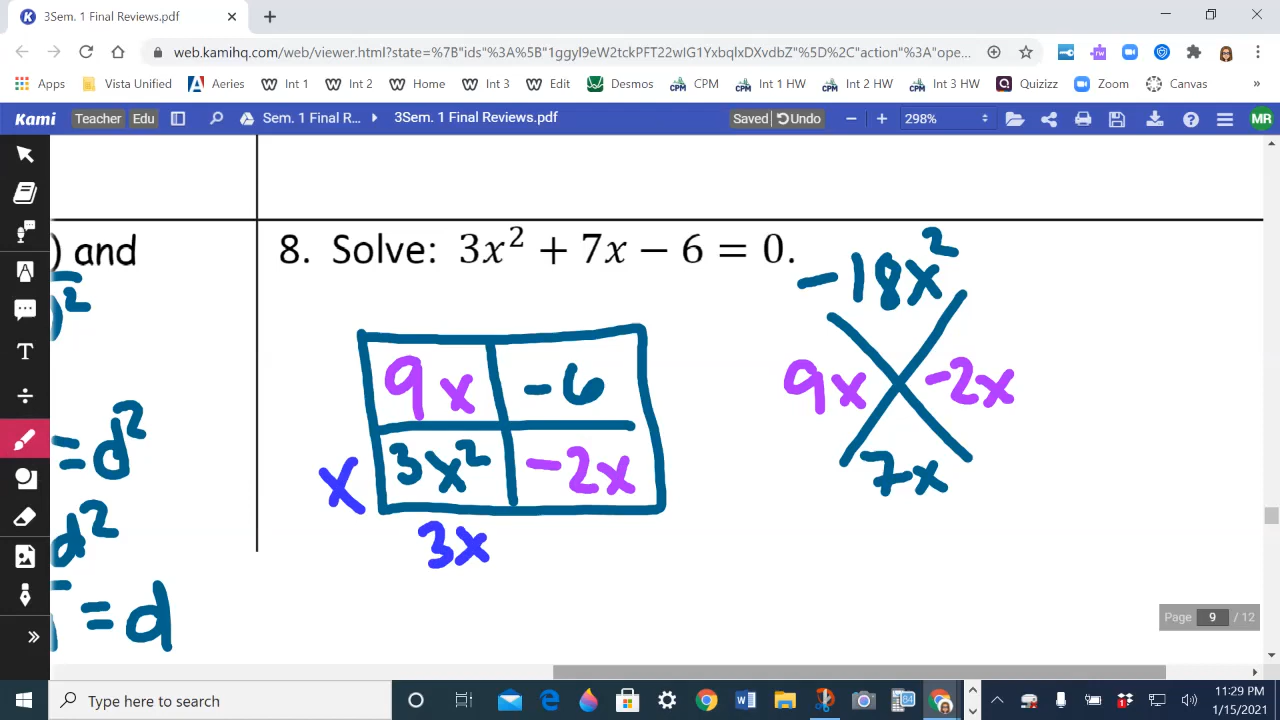 3Sem. 1 Final Reviews.pdf
web.kamihq.com/web/viewer.html?state=%7B"ids"%3A%5B"1ggyI9eW2tckPFT22wIG1YxVqlxDXvdbZ"%5D%2C"action"%3A"ope...
Apps Vista Unified Aeries Int 1 Int 2 Home Int 3 Edit Desmos CPM Int 1 HW Int 2 HW Int 3 HW Quizizz Zoom Canvas »
Kami Teacher Edu Sem. 1 Final R... 3Sem. 1 Final Reviews.pdf Saved Undo 298% MR
) and
8. Solve: 3x² + 7x − 6 = 0.
-18x²
9x -6
9x -2x
= d²
x 3x² -2x
7x
d²
3x
= d
Page 9 / 12
Type here to search
11:29 PM
1/15/2021